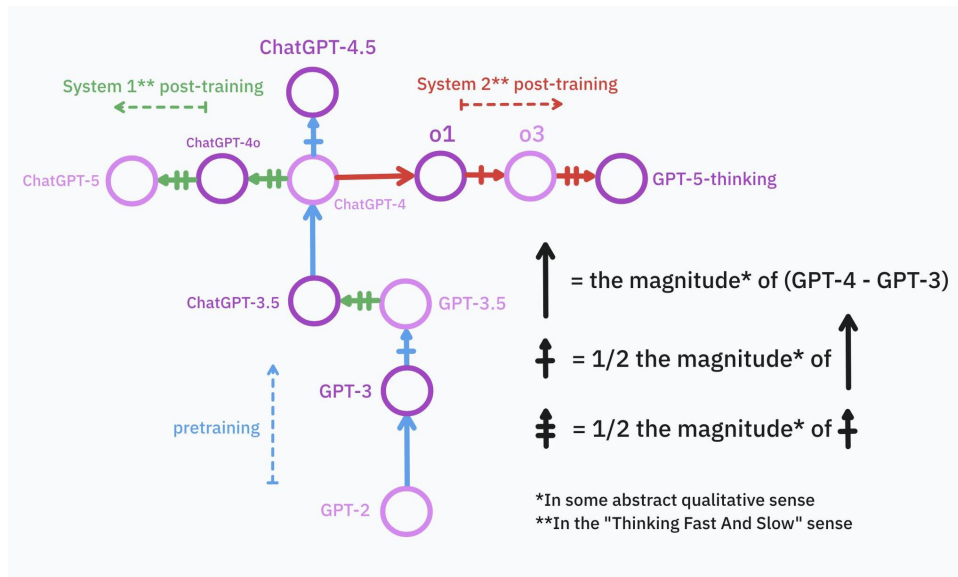 ChatGPT-4.5
System 1** post-training
System 2** post-training
ChatGPT-4o
o1
o3
ChatGPT-5
GPT-5-thinking
ChatGPT-4
= the magnitude* of (GPT-4 - GPT-3)
ChatGPT-3.5
GPT-3.5
= 1/2 the magnitude* of
GPT-3
pretraining
= 1/2 the magnitude* of
GPT-2
*In some abstract qualitative sense
**In the "Thinking Fast And Slow" sense